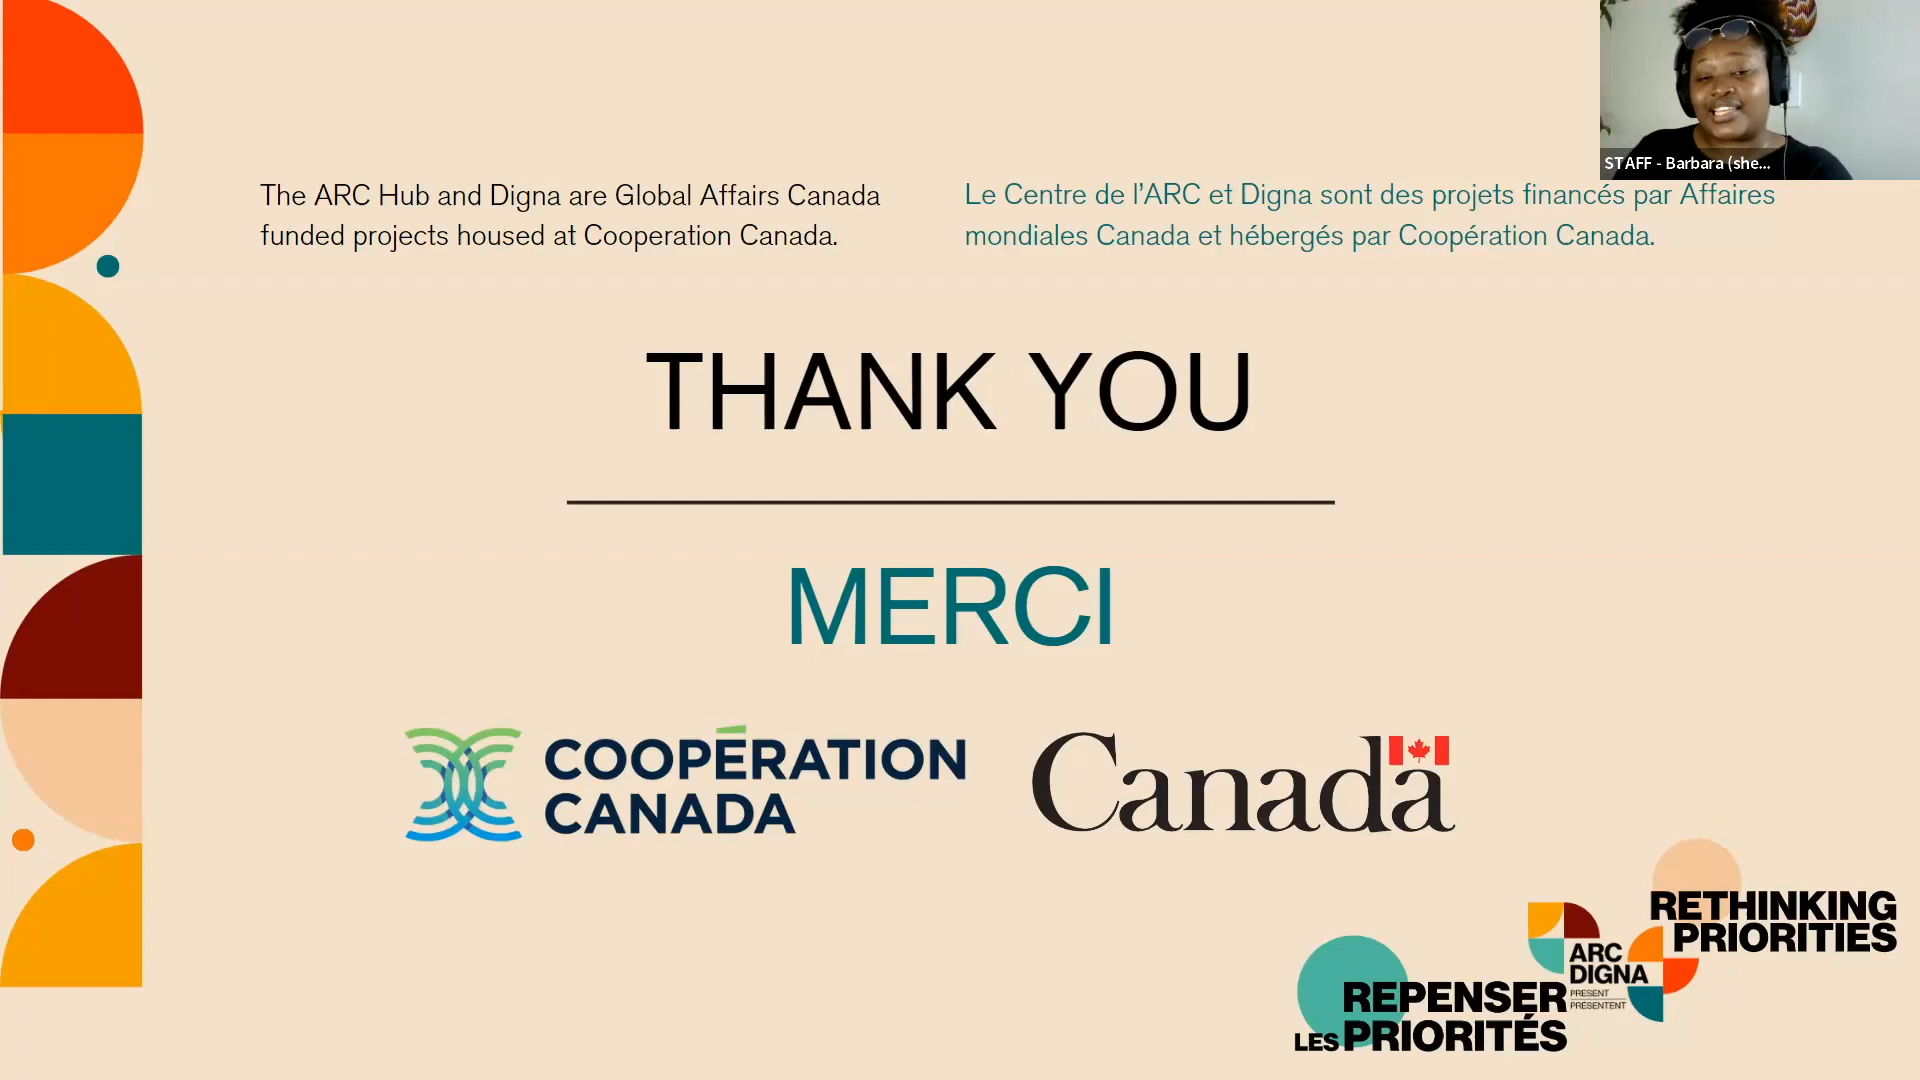 STAFF - Barbara (she...
The ARC Hub and Digna are Global Affairs Canada
funded projects housed at Cooperation Canada.
Le Centre de l’ARC et Digna sont des projets financés par Affaires
mondiales Canada et hébergés par Coopération Canada.
THANK YOU
MERCI
COOPÉRATION
CANADA
Canada
RETHINKING
PRIORITIES
ARC
DIGNA
PRESENT
PRÉSENTENT
REPENSER
LES PRIORITÉS